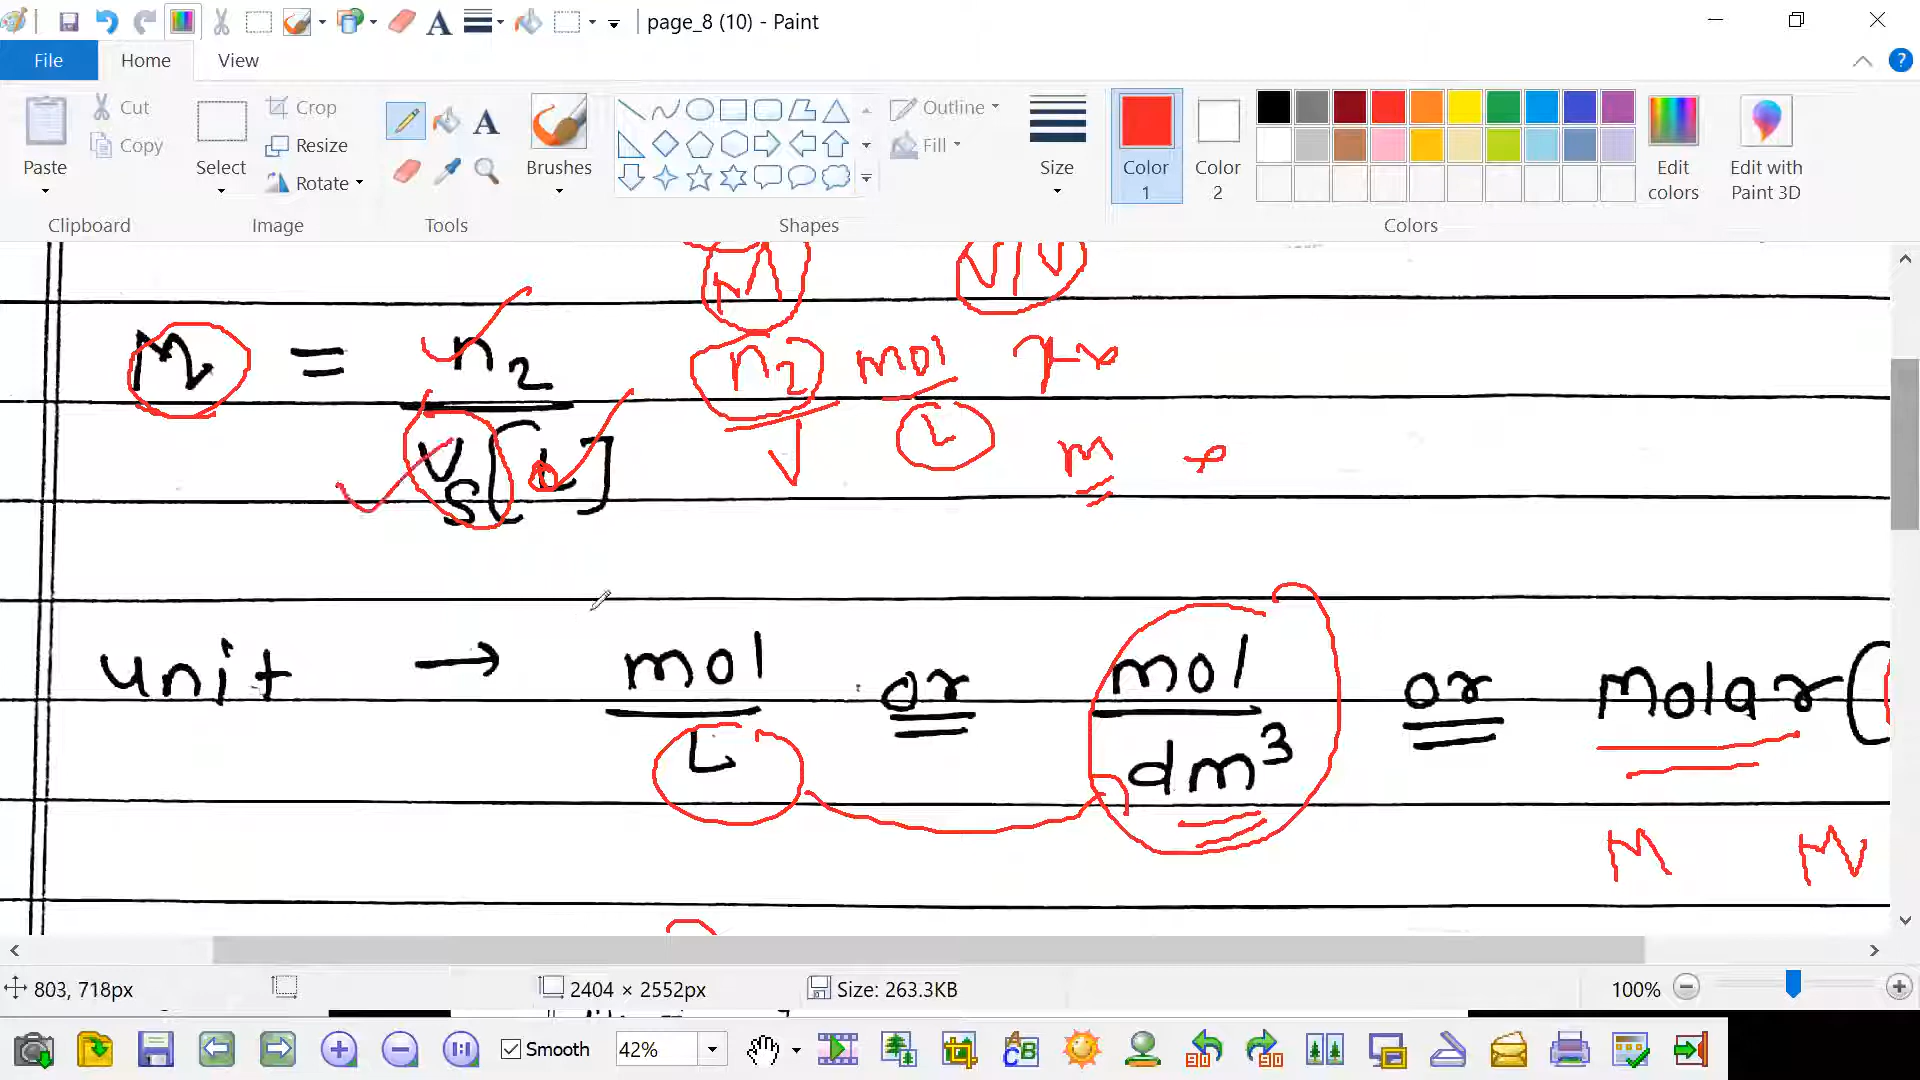 page_8 (10) - Paint
File Home View
Paste Cut Copy Select Crop Resize Rotate Brushes Outline Fill Size Color 1 Color 2 Edit colors Edit with Paint 3D
Clipboard Image Tools Shapes Colors
V/V
M = n2 / Vs[L] n2 / V mol / L
m
unit → mol / L or mol / dm³ or Molar (
M M
803, 718px 2404 × 2552px Size: 263.3KB 100%
Smooth 42%